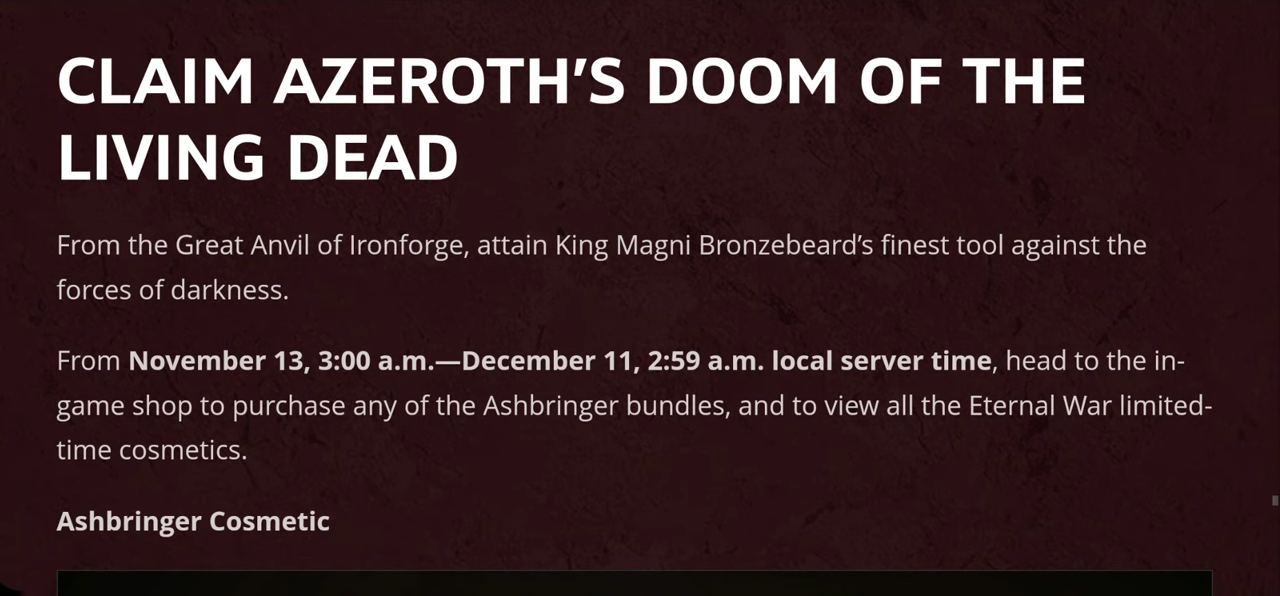 CLAIM AZEROTH’S DOOM OF THE
LIVING DEAD
From the Great Anvil of Ironforge, attain King Magni Bronzebeard’s finest tool against the
forces of darkness.
From November 13, 3:00 a.m.—December 11, 2:59 a.m. local server time, head to the in-
game shop to purchase any of the Ashbringer bundles, and to view all the Eternal War limited-
time cosmetics.
Ashbringer Cosmetic